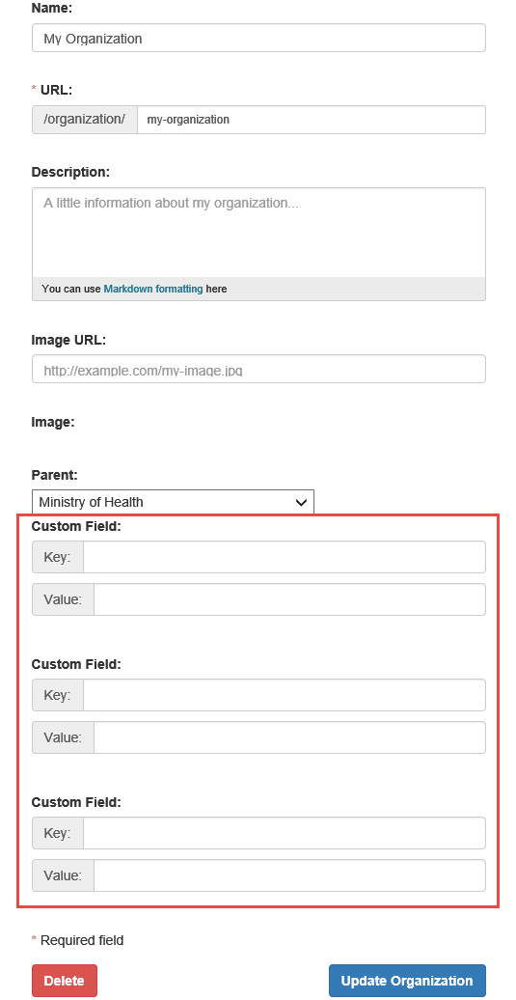 Name:
My Organization
* URL:
/organization/ my-organization
Description:
A little information about my organization...
You can use Markdown formatting here
Image URL:
http://example.com/my-image.jpg
Image:
Parent:
Ministry of Health
Custom Field:
Key:
Value:
Custom Field:
Key:
Value:
Custom Field:
Key:
Value:
* Required field
Delete Update Organization